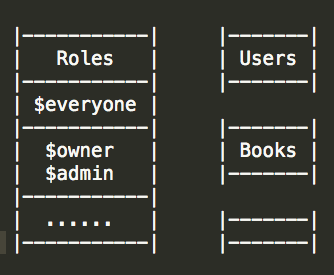 |-----------|     |-------|
|   Roles   |     | Users |
|-----------|     |-------|
| $everyone |
|-----------|     |-------|
|  $owner   |     | Books |
|  $admin   |     |-------|
|-----------|
|  ......   |     |-------|
|-----------|     |-------|